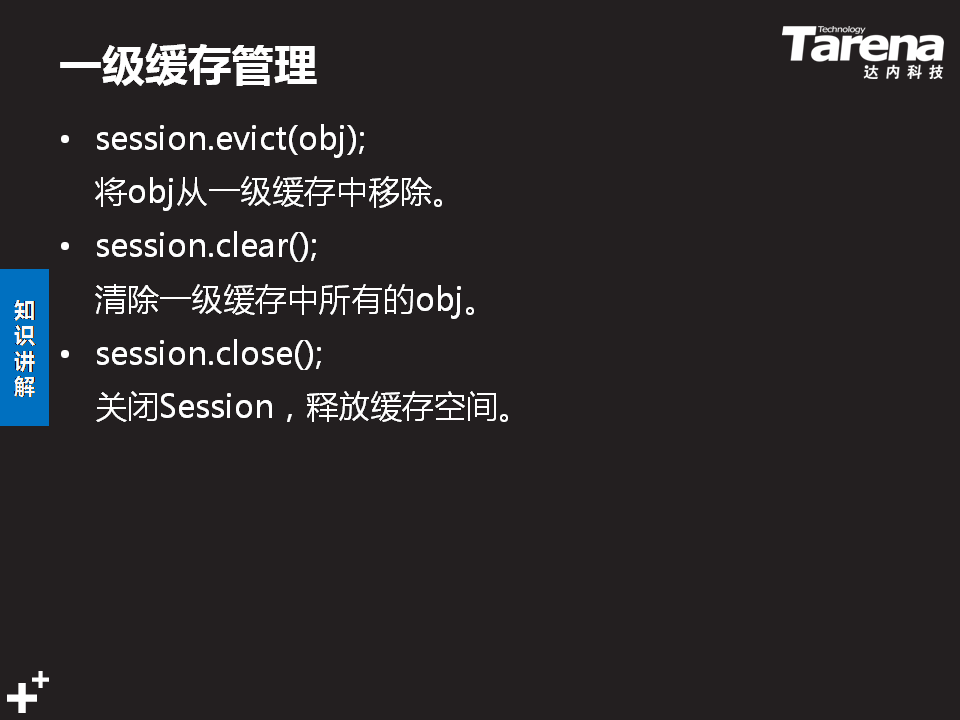 一级缓存管理
Technology
Tarena
达内科技
• session.evict(obj);
将obj从一级缓存中移除。
• session.clear();
清除一级缓存中所有的obj。
• session.close();
关闭Session，释放缓存空间。
知识讲解